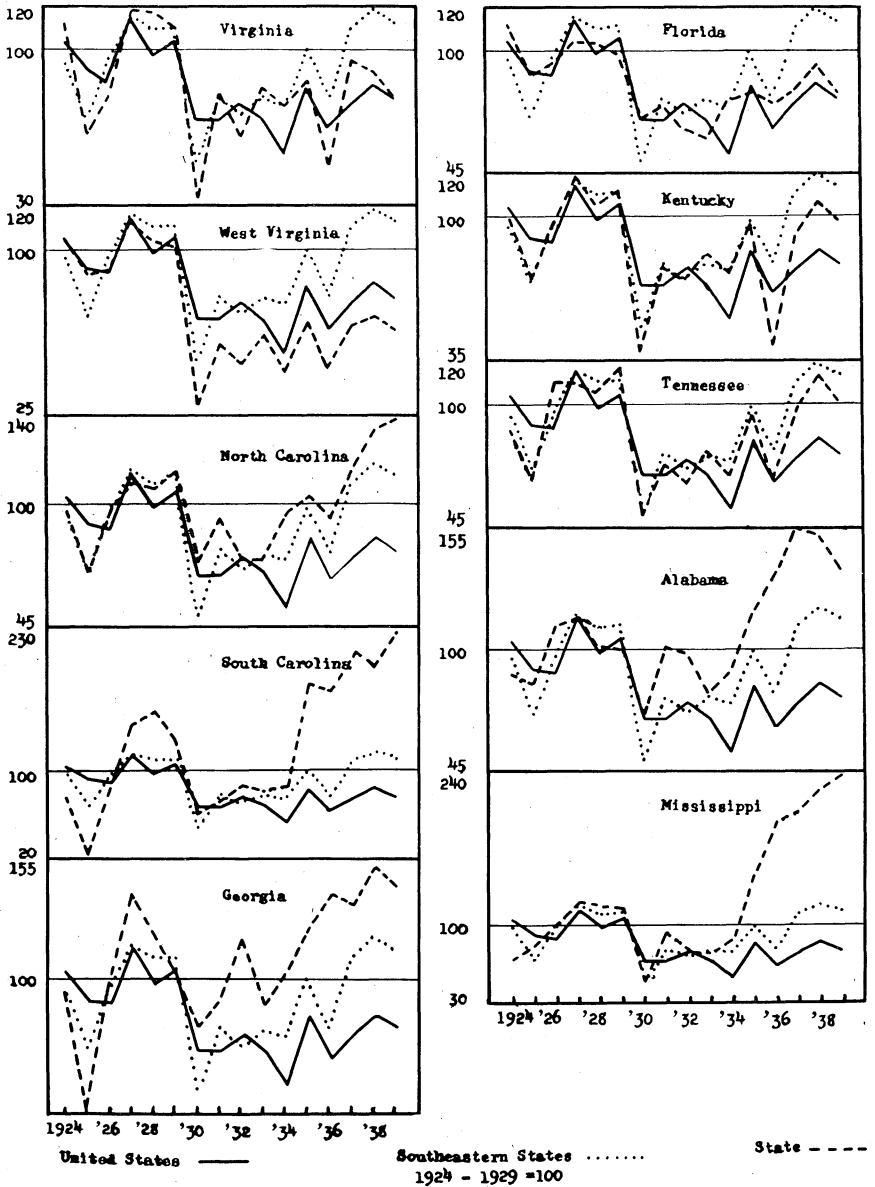 120
Virginia
100
30
120
West Virginia
100
25
140
North Carolina
100
45
230
South Carolina
100
20
155
Georgia
100
1924 '26 '28 '30 '32 '34 '36 '38
120
Florida
100
45
120
Kentucky
100
35
120
Tennessee
100
45
155
Alabama
100
45
240
Mississippi
100
30
1924 '26 '28 '30 '32 '34 '36 '38
United States
Southeastern States
State
1924 - 1929 =100